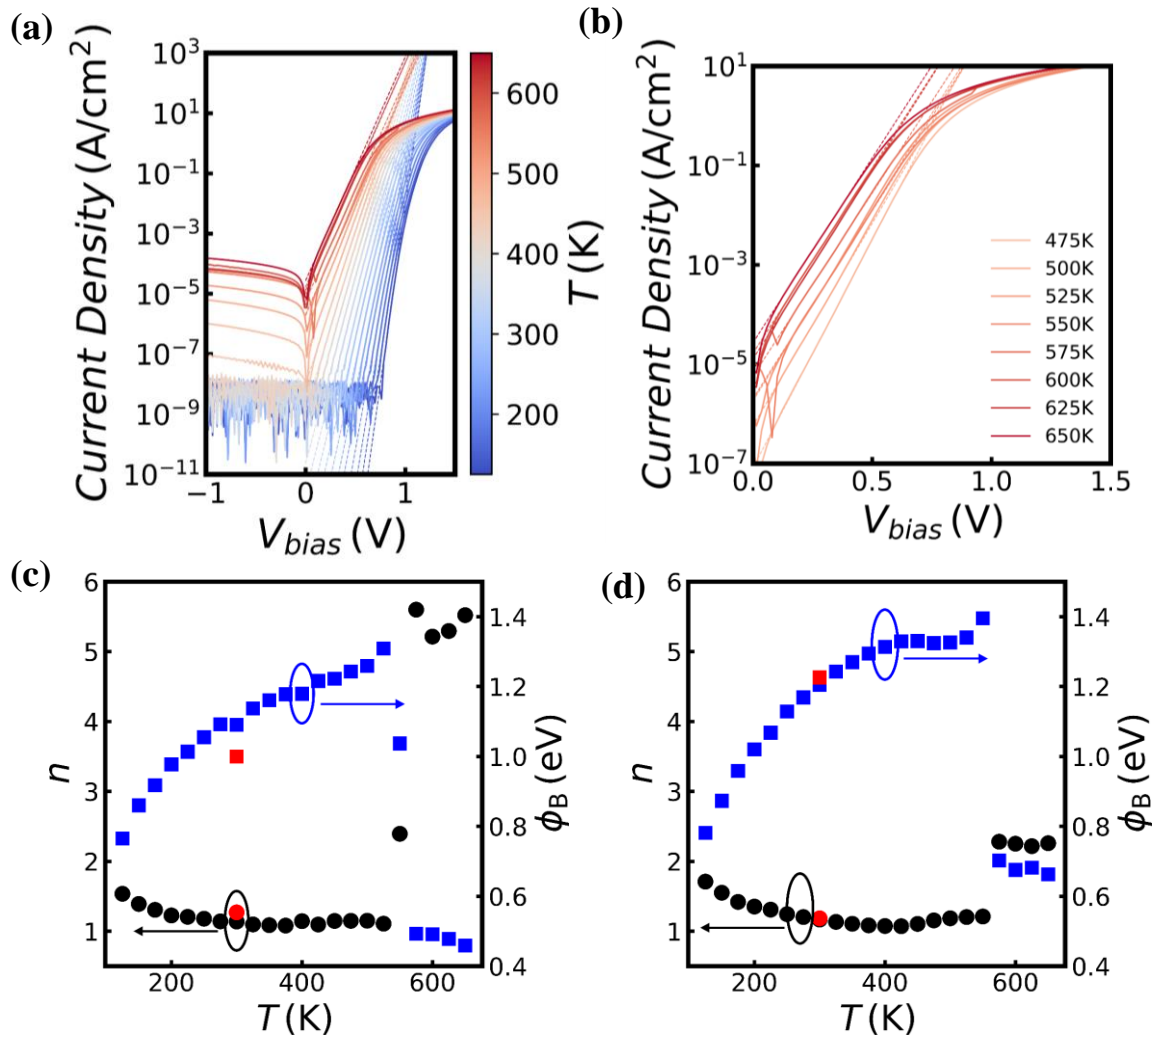 (a)
10^3
10^1
10^-1
10^-3
10^-5
10^-7
10^-9
10^-11
Current Density (A/cm^2)
−1
0
1
V_bias (V)
600
500
400
300
200
T (K)
(b)
10^1
10^-1
10^-3
10^-5
10^-7
Current Density (A/cm^2)
475K
500K
525K
550K
575K
600K
625K
650K
0.0
0.5
1.0
1.5
V_bias (V)
(c)
6
5
4
3
2
1
n
1.4
1.2
1.0
0.8
0.6
0.4
ϕ_B (eV)
200
400
600
T (K)
(d)
6
5
4
3
2
1
n
1.4
1.2
1.0
0.8
0.6
0.4
ϕ_B (eV)
200
400
600
T (K)